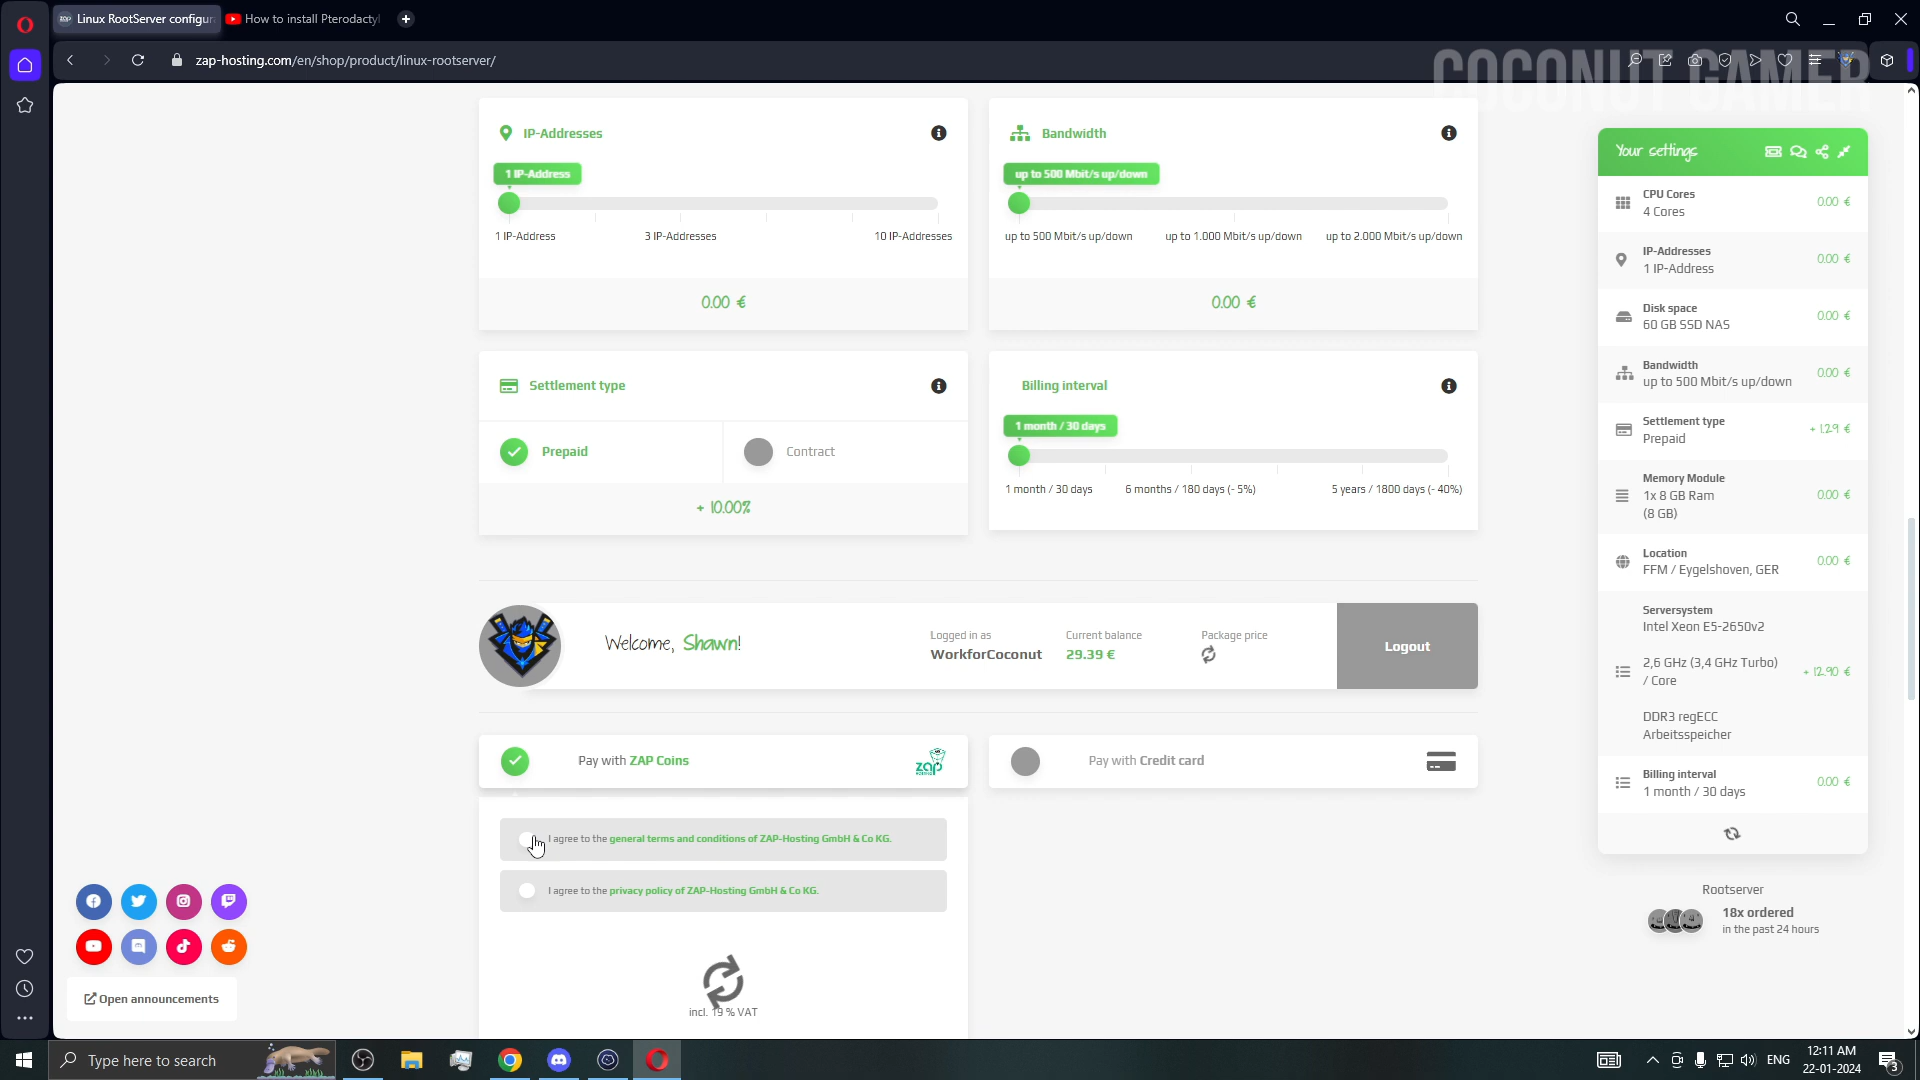 Linux RootServer configur
How to install Pterodactyl
zap-hosting.com/en/shop/product/linux-rootserver/
COCONUT GAMER
IP-Addresses
1 IP-Address
1 IP-Address
3 IP-Addresses
10 IP-Addresses
0.00 €
Bandwidth
up to 500 Mbit/s up/down
up to 500 Mbit/s up/down
up to 1.000 Mbit/s up/down
up to 2.000 Mbit/s up/down
0.00 €
Settlement type
Prepaid
Contract
+ 10.00%
Billing interval
1 month / 30 days
1 month / 30 days
6 months / 180 days (- 5%)
5 years / 1800 days (- 40%)
Welcome, Shawn!
Logged in as
WorkforCoconut
Current balance
29.39 €
Package price
Logout
Pay with ZAP Coins
zap
Pay with Credit card
I agree to the general terms and conditions of ZAP-Hosting GmbH & Co KG.
I agree to the privacy policy of ZAP-Hosting GmbH & Co KG.
incl. 19 % VAT
Your settings
CPU Cores
4 Cores
0.00 €
IP-Addresses
1 IP-Address
0.00 €
Disk space
60 GB SSD NAS
0.00 €
Bandwidth
up to 500 Mbit/s up/down
0.00 €
Settlement type
Prepaid
+ 1.29 €
Memory Module
1x 8 GB Ram
(8 GB)
0.00 €
Location
FFM / Eygelshoven, GER
0.00 €
Serversystem
Intel Xeon E5-2650v2
2,6 GHz (3,4 GHz Turbo)
/ Core
+ 12.90 €
DDR3 regECC
Arbeitsspeicher
Billing interval
1 month / 30 days
0.00 €
Rootserver
18x ordered
in the past 24 hours
Open announcements
Type here to search
ENG
12:11 AM
22-01-2024
3